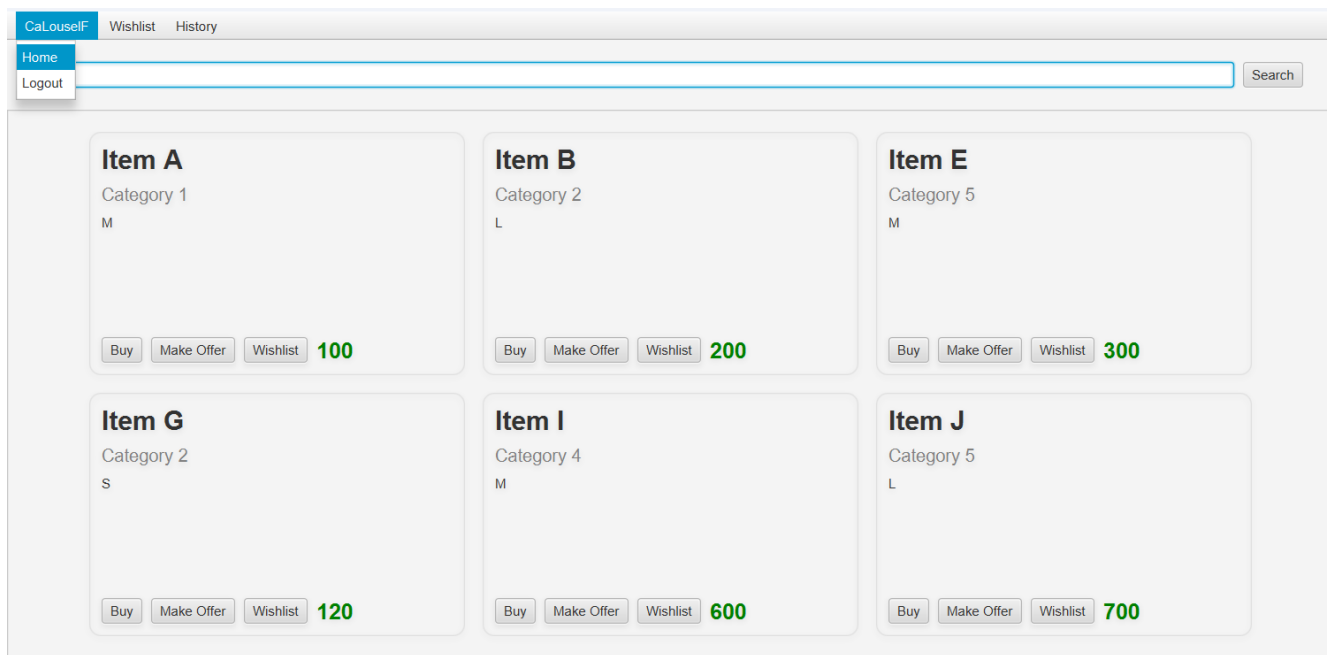 CaLouselF Wishlist History
Home
Logout
Search
Item A Item B Item E
Category 1 Category 2 Category 5
M L M
Buy Make Offer Wishlist 100 Buy Make Offer Wishlist 200 Buy Make Offer Wishlist 300
Item G Item I Item J
Category 2 Category 4 Category 5
S M L
Buy Make Offer Wishlist 120 Buy Make Offer Wishlist 600 Buy Make Offer Wishlist 700